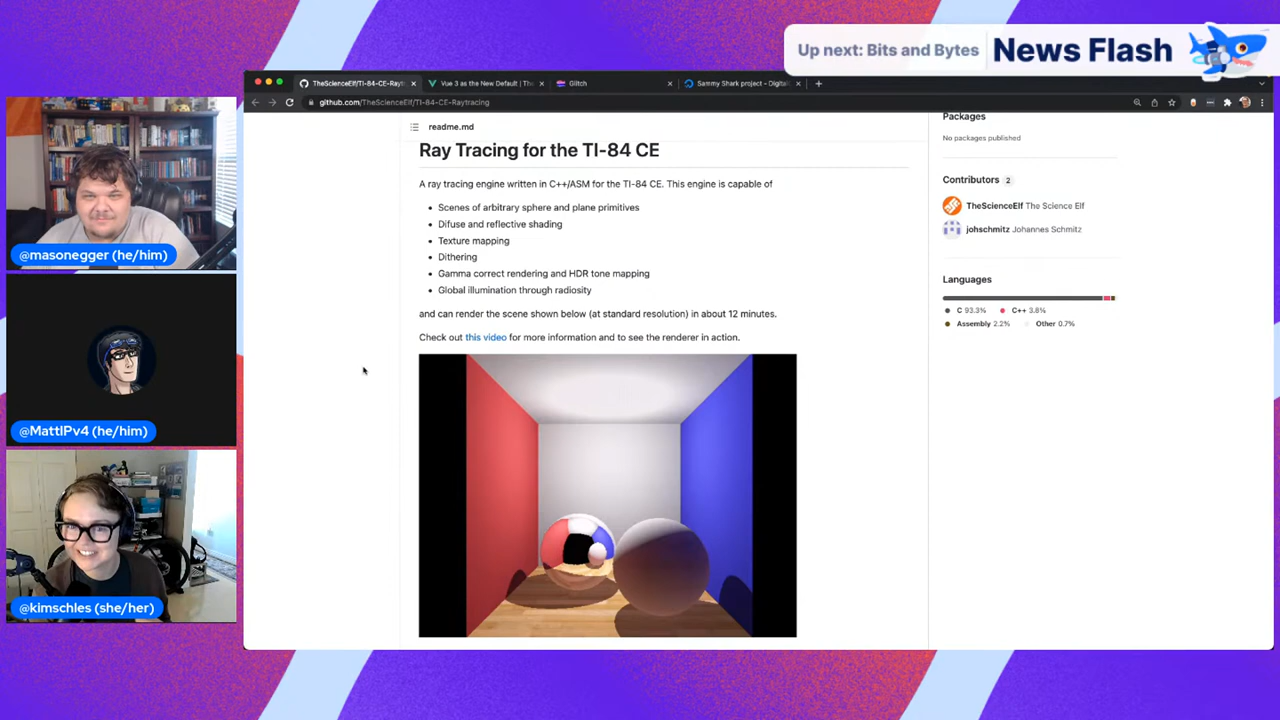 Up next: Bits and Bytes
News Flash
TheScienceElf/TI-84-CE-Rayt
Vue 3 as the New Default | The
Glitch
Sammy Shark project - Digital
github.com/TheScienceElf/TI-84-CE-Raytracing
readme.md
Ray Tracing for the TI-84 CE
A ray tracing engine written in C++/ASM for the TI-84 CE. This engine is capable of
• Scenes of arbitrary sphere and plane primitives
• Difuse and reflective shading
• Texture mapping
• Dithering
• Gamma correct rendering and HDR tone mapping
• Global illumination through radiosity
and can render the scene shown below (at standard resolution) in about 12 minutes.
Check out this video for more information and to see the renderer in action.
Packages
No packages published
Contributors 2
TheScienceElf The Science Elf
johschmitz Johannes Schmitz
Languages
C 93.3%
C++ 3.8%
Assembly 2.2%
Other 0.7%
@masonegger (he/him)
@MattIPv4 (he/him)
@kimschles (she/her)